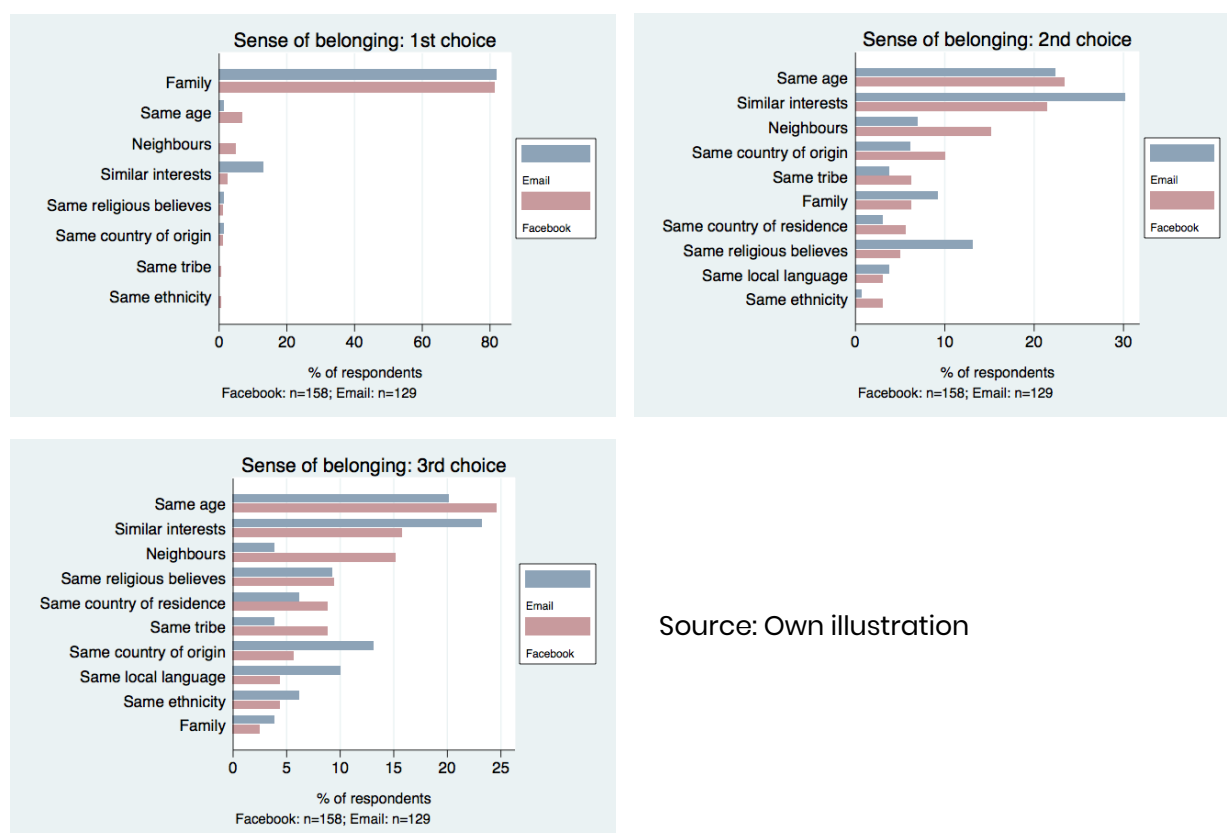 Sense of belonging: 1st choice
Family
Same age
Neighbours
Similar interests
Same religious believes
Same country of origin
Same tribe
Same ethnicity
0 20 40 60 80
% of respondents
Facebook: n=158; Email: n=129
Email
Facebook
Sense of belonging: 2nd choice
Same age
Similar interests
Neighbours
Same country of origin
Same tribe
Family
Same country of residence
Same religious believes
Same local language
Same ethnicity
0 10 20 30
% of respondents
Facebook: n=158; Email: n=129
Email
Facebook
Sense of belonging: 3rd choice
Same age
Similar interests
Neighbours
Same religious believes
Same country of residence
Same tribe
Same country of origin
Same local language
Same ethnicity
Family
0 5 10 15 20 25
% of respondents
Facebook: n=158; Email: n=129
Email
Facebook
Source: Own illustration